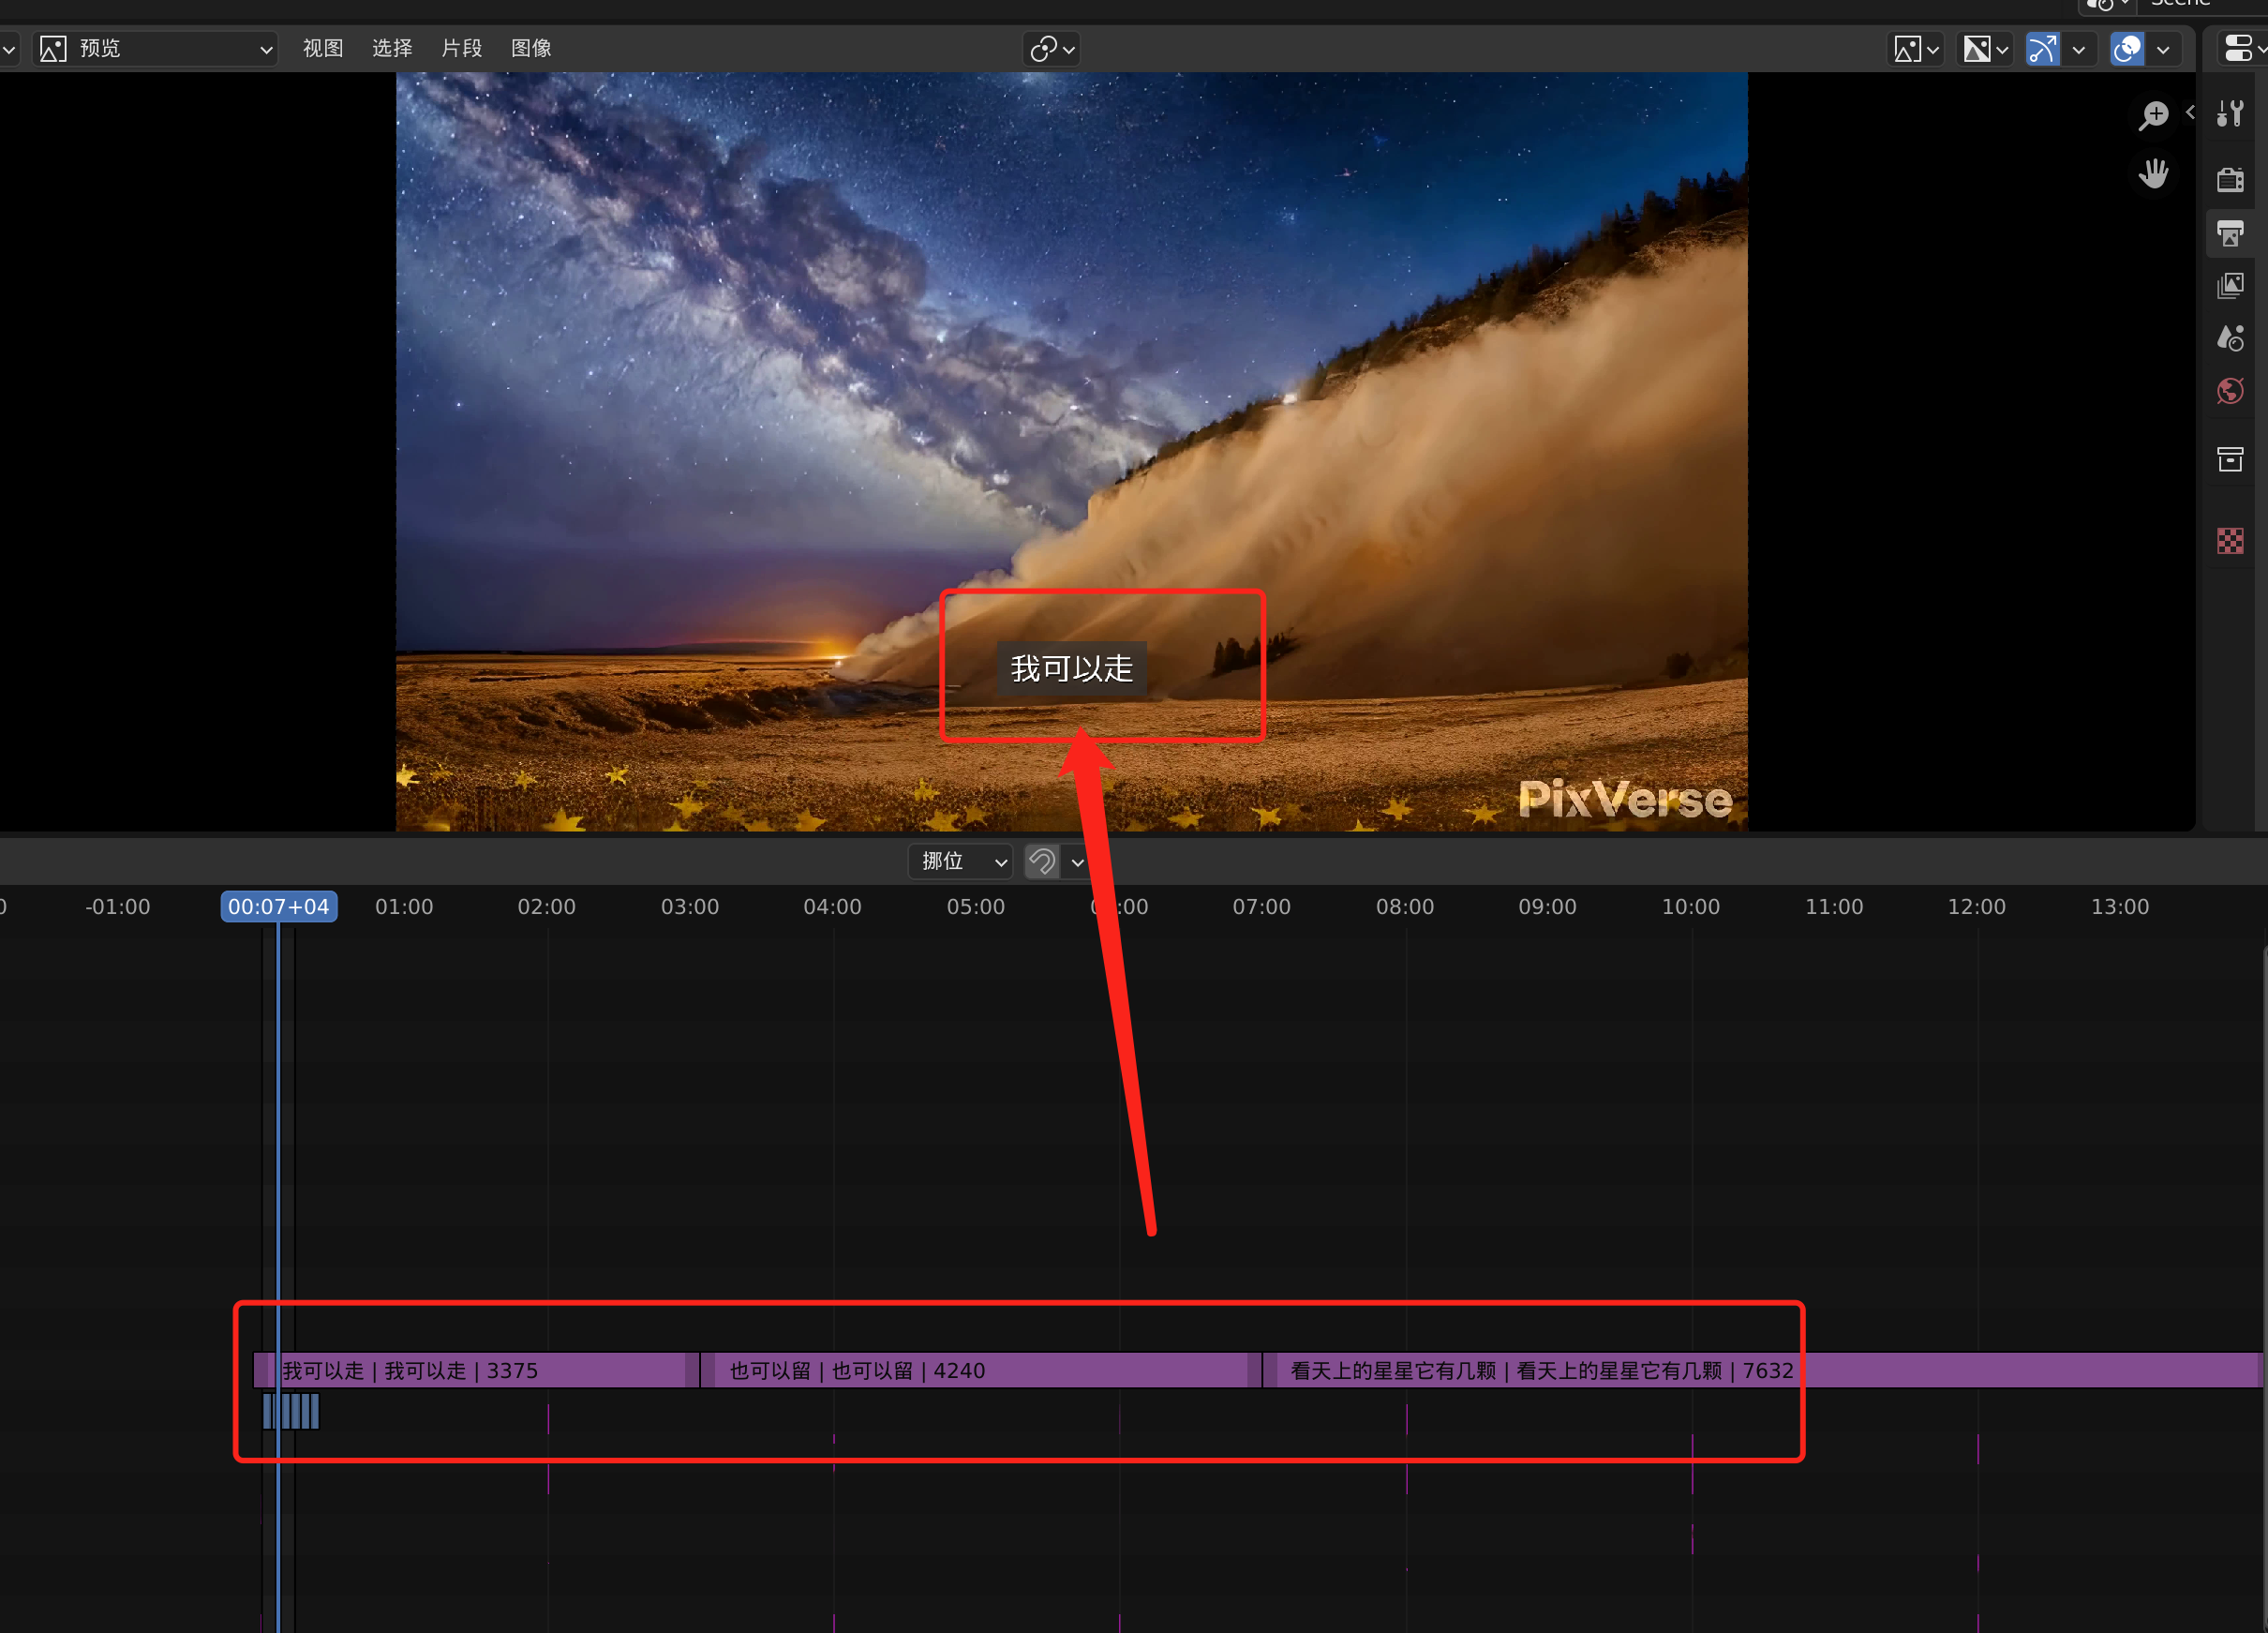 Scene
预览 视图 选择 片段 图像
我可以走
PixVerse
挪位
-01:00 00:07+04 01:00 02:00 03:00 04:00 05:00 07:00 08:00 09:00 10:00 11:00 12:00 13:00
我可以走 | 我可以走 | 3375 也可以留 | 也可以留 | 4240 看天上的星星它有几颗 | 看天上的星星它有几颗 | 7632